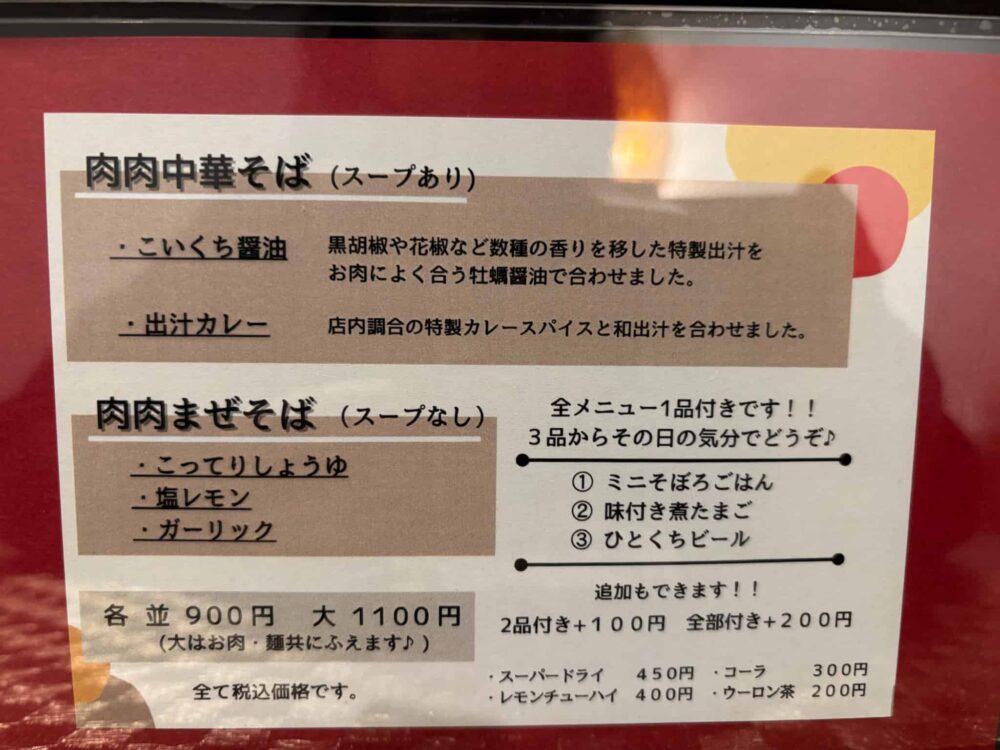 肉肉中華そば（スープあり）
・こいくち醤油
黒胡椒や花椒など数種の香りを移した特製出汁を
お肉によく合う牡蠣醤油で合わせました。
・出汁カレー
店内調合の特製カレースパイスと和出汁を合わせました。
肉肉まぜそば（スープなし）
・こってりしょうゆ
・塩レモン
・ガーリック
各 並 900円 大 1100円
(大はお肉・麺共にふえます♪)
全て税込価格です。
全メニュー1品付きです！！
３品からその日の気分でどうぞ♪
① ミニそぼろごはん
② 味付き煮たまご
③ ひとくちビール
追加もできます！！
2品付き+１００円 全部付き+２００円
・スーパードライ ４５０円 ・コーラ ３００円
・レモンチューハイ ４００円 ・ウーロン茶 ２００円